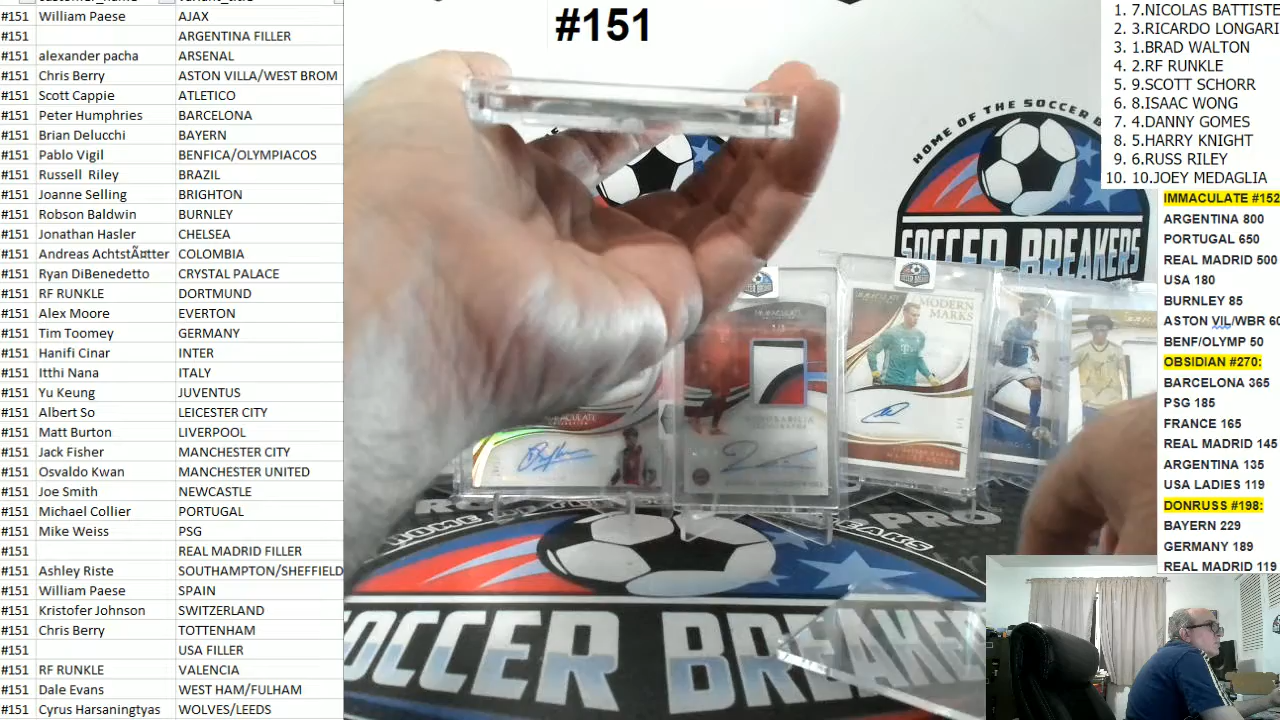 customer_name variant_title
#151 William Paese AJAX
#151 ARGENTINA FILLER
#151 alexander pacha ARSENAL
#151 Chris Berry ASTON VILLA/WEST BROM
#151 Scott Cappie ATLETICO
#151 Peter Humphries BARCELONA
#151 Brian Delucchi BAYERN
#151 Pablo Vigil BENFICA/OLYMPIACOS
#151 Russell Riley BRAZIL
#151 Joanne Selling BRIGHTON
#151 Robson Baldwin BURNLEY
#151 Jonathan Hasler CHELSEA
#151 Andreas AchtstÃ¤tter COLOMBIA
#151 Ryan DiBenedetto CRYSTAL PALACE
#151 RF RUNKLE DORTMUND
#151 Alex Moore EVERTON
#151 Tim Toomey GERMANY
#151 Hanifi Cinar INTER
#151 Itthi Nana ITALY
#151 Yu Keung JUVENTUS
#151 Albert So LEICESTER CITY
#151 Matt Burton LIVERPOOL
#151 Jack Fisher MANCHESTER CITY
#151 Osvaldo Kwan MANCHESTER UNITED
#151 Joe Smith NEWCASTLE
#151 Michael Collier PORTUGAL
#151 Mike Weiss PSG
#151 REAL MADRID FILLER
#151 Ashley Riste SOUTHAMPTON/SHEFFIELD
#151 William Paese SPAIN
#151 Kristofer Johnson SWITZERLAND
#151 Chris Berry TOTTENHAM
#151 USA FILLER
#151 RF RUNKLE VALENCIA
#151 Dale Evans WEST HAM/FULHAM
#151 Cyrus Harsaningtyas WOLVES/LEEDS
#151
1. 7.NICOLAS BATTISTE
2. 3.RICARDO LONGARI
3. 1.BRAD WALTON
4. 2.RF RUNKLE
5. 9.SCOTT SCHORR
6. 8.ISAAC WONG
7. 4.DANNY GOMES
8. 5.HARRY KNIGHT
9. 6.RUSS RILEY
10. 10.JOEY MEDAGLIA
IMMACULATE #152
ARGENTINA 800
PORTUGAL 650
REAL MADRID 500
USA 180
BURNLEY 85
ASTON VIL/WBR 60
BENF/OLYMP 50
OBSIDIAN #270:
BARCELONA 365
PSG 185
FRANCE 165
REAL MADRID 145
ARGENTINA 135
USA LADIES 119
DONRUSS #198:
BAYERN 229
GERMANY 189
REAL MADRID 119
HOME OF THE SOCCER
SOCCER BREAKERS
IMMACULATE
MODERN MARKS
IMMACULATE
HOME
PRO
BREAKS
SOCCER BREAKERS